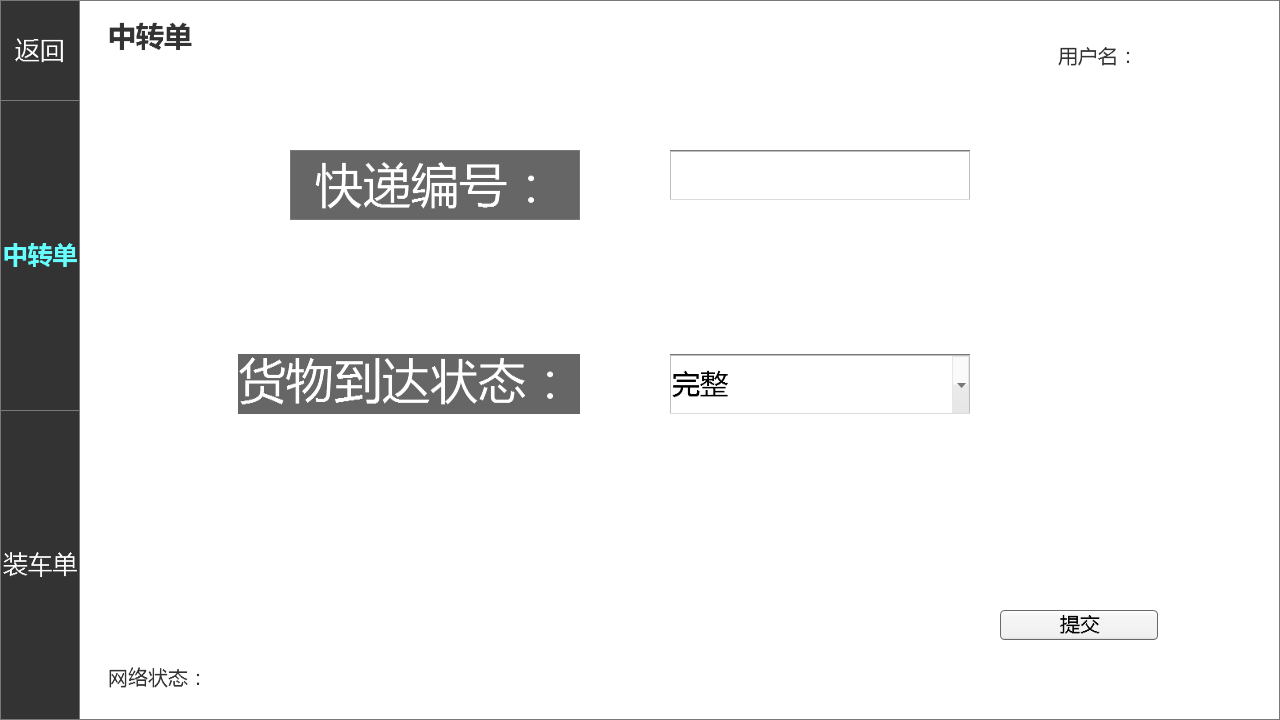 返回
中转单
用户名：
快递编号：
中转单
货物到达状态：
完整
装车单
提交
网络状态：